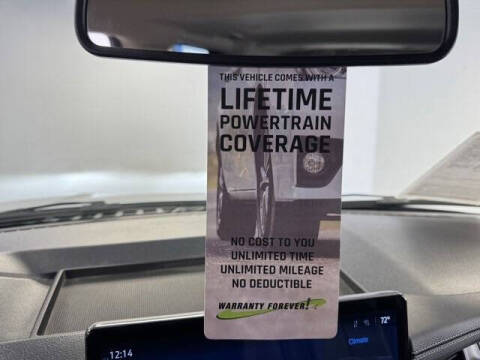 THIS VEHICLE COMES WITH A
LIFETIME
POWERTRAIN
COVERAGE
NO COST TO YOU
UNLIMITED TIME
UNLIMITED MILEAGE
NO DEDUCTIBLE
WARRANTY FOREVER!
72°
Climate
12:14